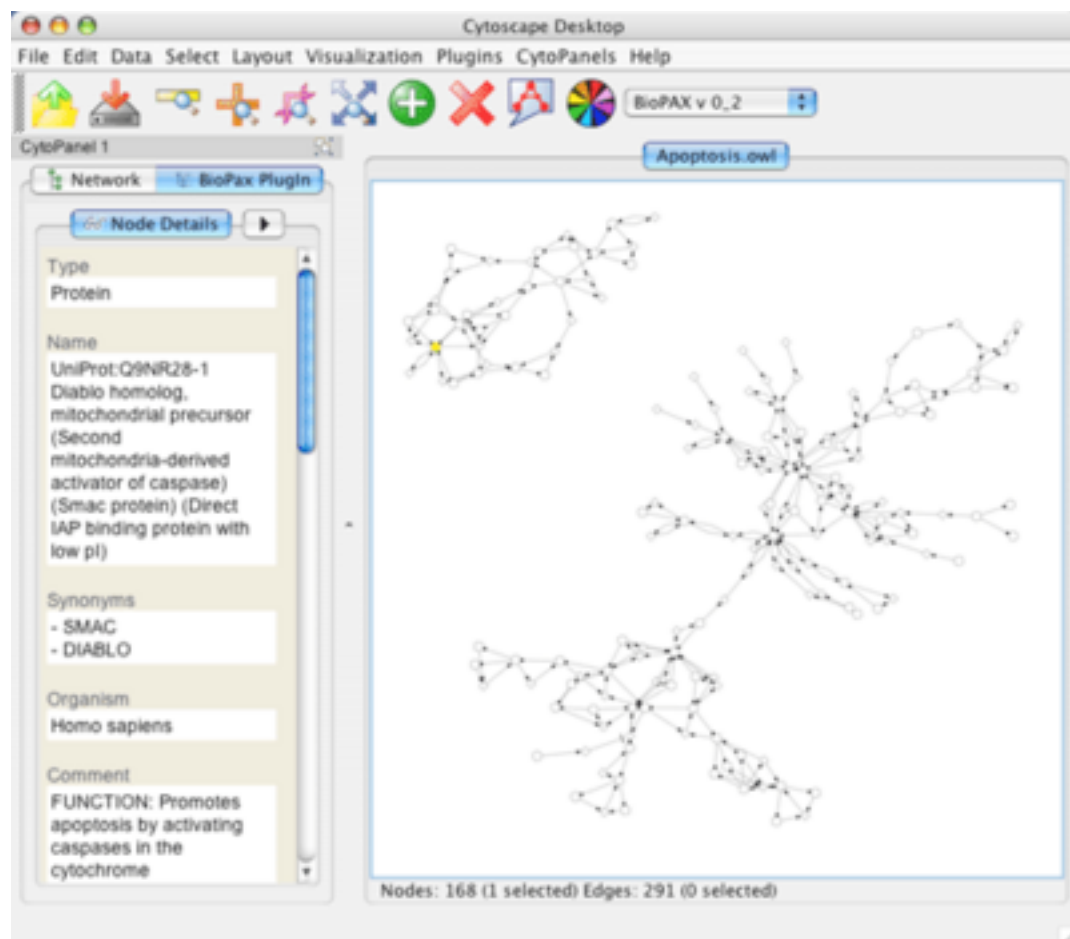 Cytoscape Desktop
File Edit Data Select Layout Visualization Plugins CytoPanels Help
BioPAX v 0_2
CytoPanel 1
Network
BioPax PlugIn
Node Details
Type
Protein
Name
UniProt:Q9NR28-1
Diablo homolog,
mitochondrial precursor
(Second
mitochondria-derived
activator of caspase)
(Smac protein) (Direct
IAP binding protein with
low pI)
Synonyms
- SMAC
- DIABLO
Organism
Homo sapiens
Comment
FUNCTION: Promotes
apoptosis by activating
caspases in the
cytochrome
Apoptosis.owl
Nodes: 168 (1 selected) Edges: 291 (0 selected)